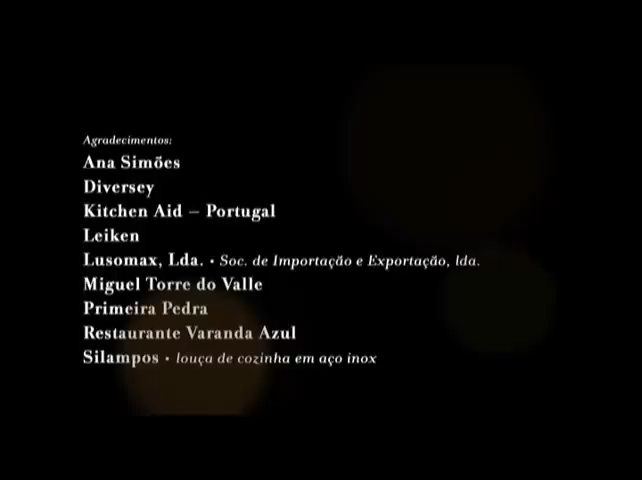 Agradecimentos:
Ana Simões
Diversey
Kitchen Aid – Portugal
Leiken
Lusomax, Lda. • Soc. de Importação e Exportação, lda.
Miguel Torre do Valle
Primeira Pedra
Restaurante Varanda Azul
Silampos • louça de cozinha em aço inox